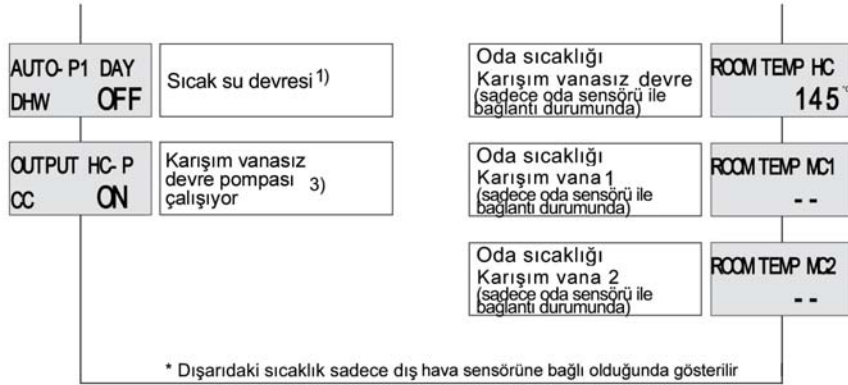 AUTO- P1 DAY
DHW OFF
Sıcak su devresi 1)
OUTPUT HC- P
CC ON
Karışım vanasız
devre pompası 3)
çalışıyor
Oda sıcaklığı
Karışım vanasız devre
(sadece oda sensörü ile
bağlantı durumunda)
ROOM TEMP HC
145 °C
Oda sıcaklığı
Karışım vana 1
(sadece oda sensörü ile
bağlantı durumunda)
ROOM TEMP MC1
- -
Oda sıcaklığı
Karışım vana 2
(sadece oda sensörü ile
bağlantı durumunda)
ROOM TEMP MC2
- -
* Dışarıdaki sıcaklık sadece dış hava sensörüne bağlı olduğunda gösterilir